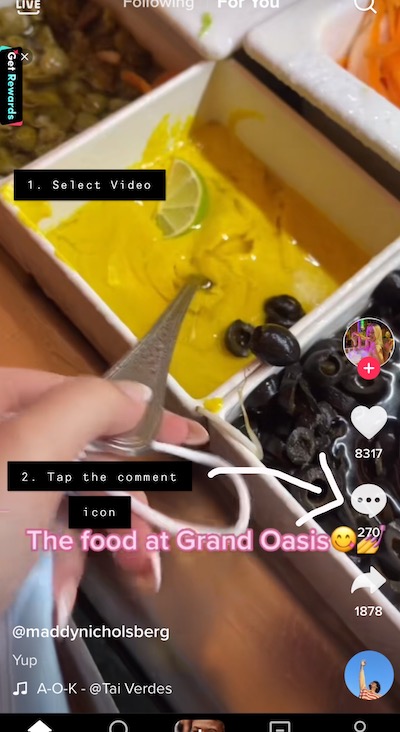 LIVE
Following For You
Get Rewards
1. Select Video
8317
2. Tap the comment
icon
270
The food at Grand Oasis😋💅
1878
@maddynicholsberg
Yup
A-O-K - @Tai Verdes